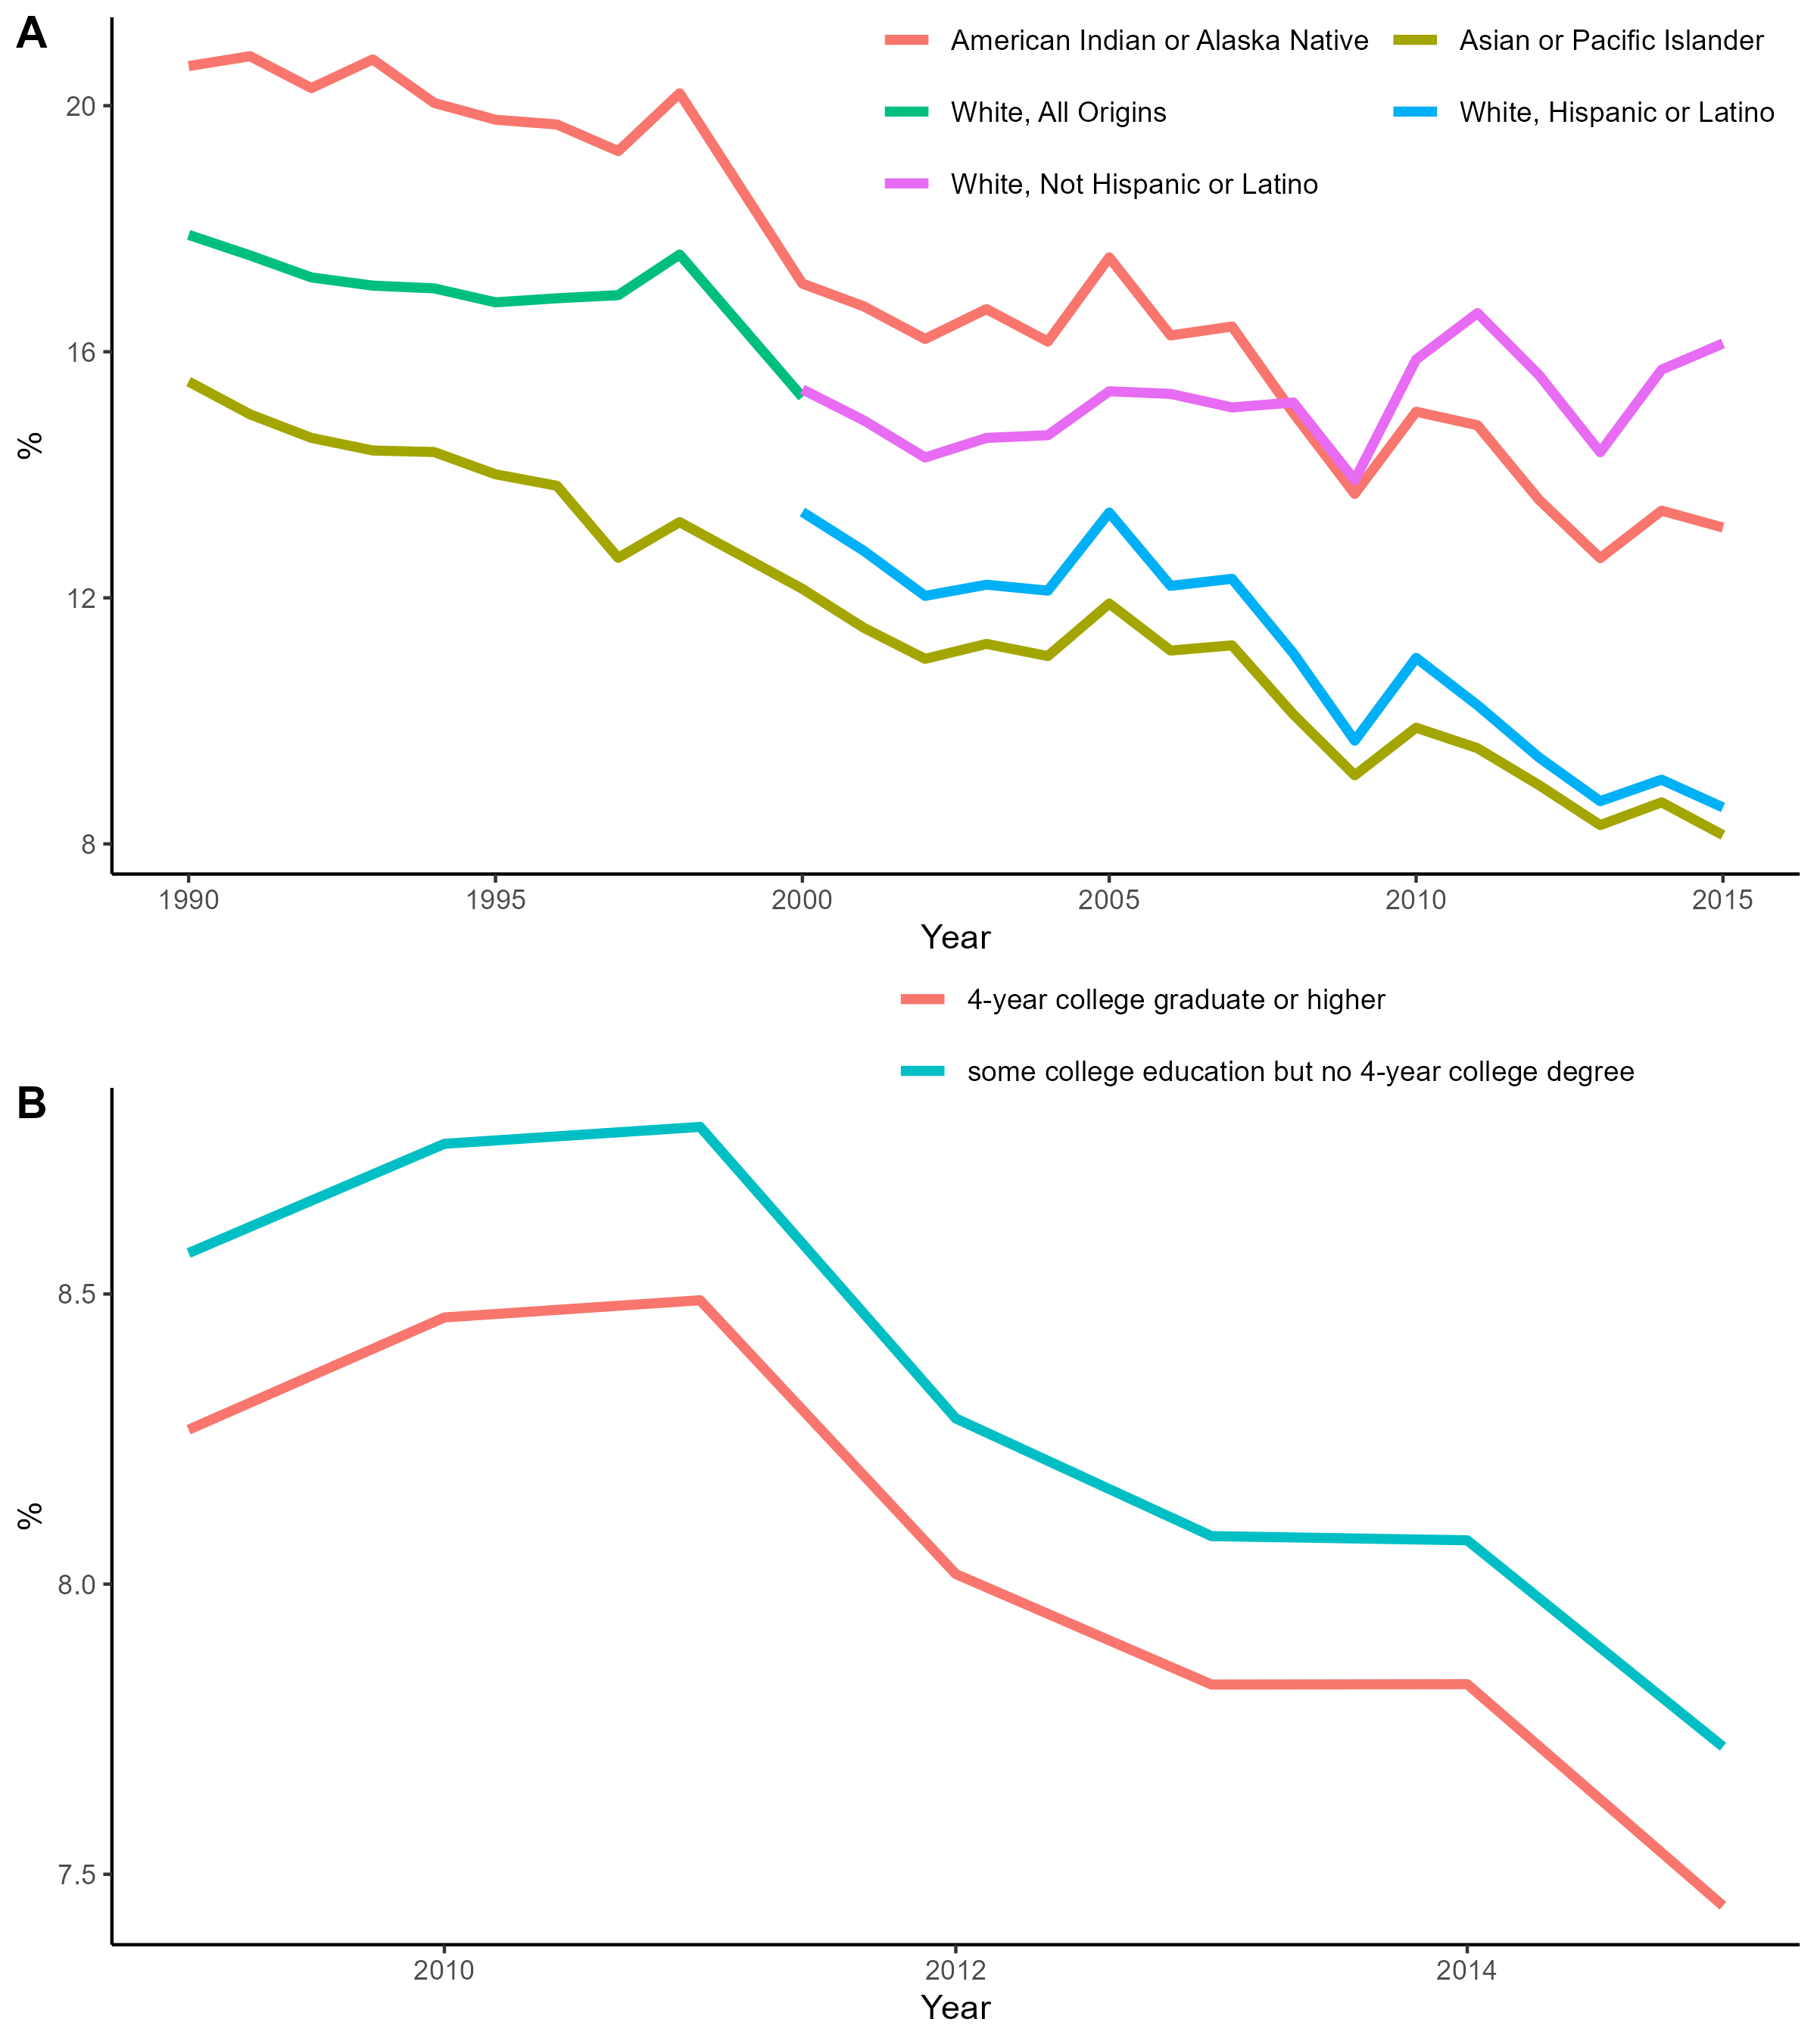 A
American Indian or Alaska Native
Asian or Pacific Islander
White, All Origins
White, Hispanic or Latino
White, Not Hispanic or Latino
20
16
12
8
%
1990 1995 2000 2005 2010 2015
Year
4-year college graduate or higher
some college education but no 4-year college degree
B
8.5
8.0
7.5
%
2010 2012 2014
Year